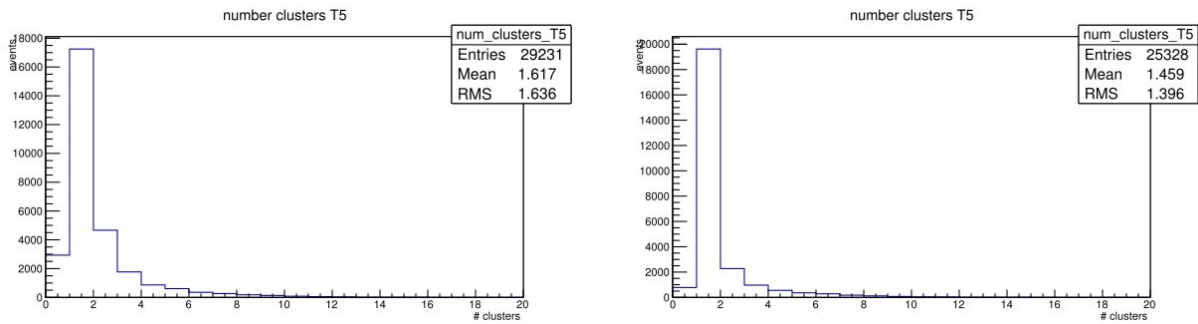 number clusters T5
num_clusters_T5
Entries 29231
Mean 1.617
RMS 1.636
events
18000
16000
14000
12000
10000
8000
6000
4000
2000
0
0 2 4 6 8 10 12 14 16 18 20
# clusters
number clusters T5
num_clusters_T5
Entries 25328
Mean 1.459
RMS 1.396
events
20000
18000
16000
14000
12000
10000
8000
6000
4000
2000
0
0 2 4 6 8 10 12 14 16 18 20
# clusters